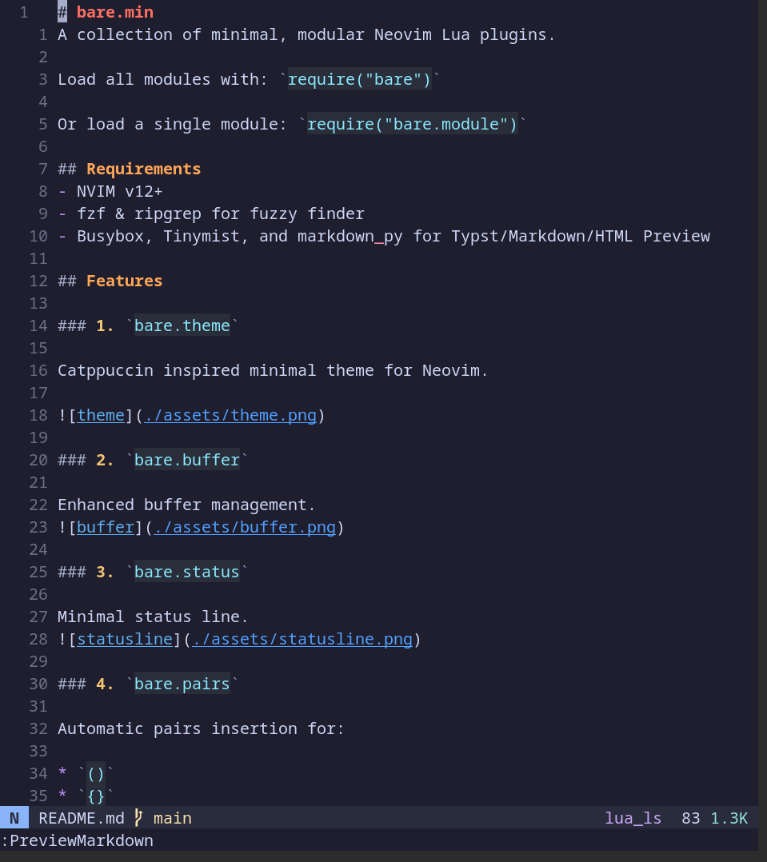 1 # bare.min
1 A collection of minimal, modular Neovim Lua plugins.
2
3 Load all modules with: `require("bare")`
4
5 Or load a single module: `require("bare.module")`
6
7 ## Requirements
8 - NVIM v12+
9 - fzf & ripgrep for fuzzy finder
10 - Busybox, Tinymist, and markdown_py for Typst/Markdown/HTML Preview
11
12 ## Features
13
14 ### 1. `bare.theme`
15
16 Catppuccin inspired minimal theme for Neovim.
17
18 ![theme](./assets/theme.png)
19
20 ### 2. `bare.buffer`
21
22 Enhanced buffer management.
23 ![buffer](./assets/buffer.png)
24
25 ### 3. `bare.status`
26
27 Minimal status line.
28 ![statusline](./assets/statusline.png)
29
30 ### 4. `bare.pairs`
31
32 Automatic pairs insertion for:
33
34 * `()`
35 * `{}`
N README.md main lua_ls 83 1.3K
:PreviewMarkdown